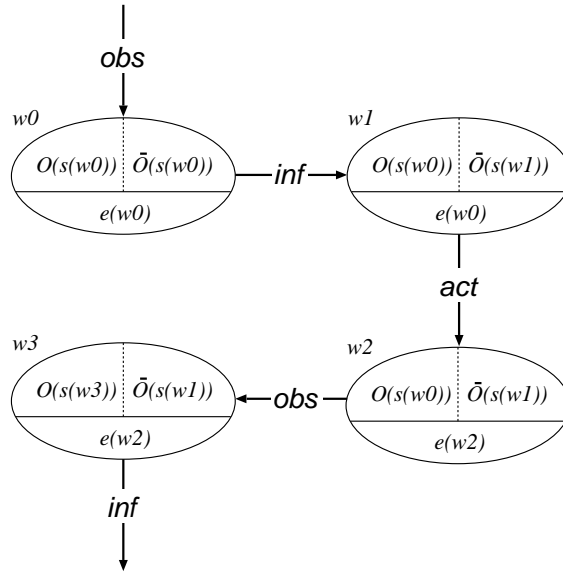 obs
w0
w1
O(s(w0)) Ō(s(w0))
inf
O(s(w0)) Ō(s(w1))
e(w0)
e(w0)
act
w3
w2
O(s(w3)) Ō(s(w1))
obs
O(s(w0)) Ō(s(w1))
e(w2)
e(w2)
inf